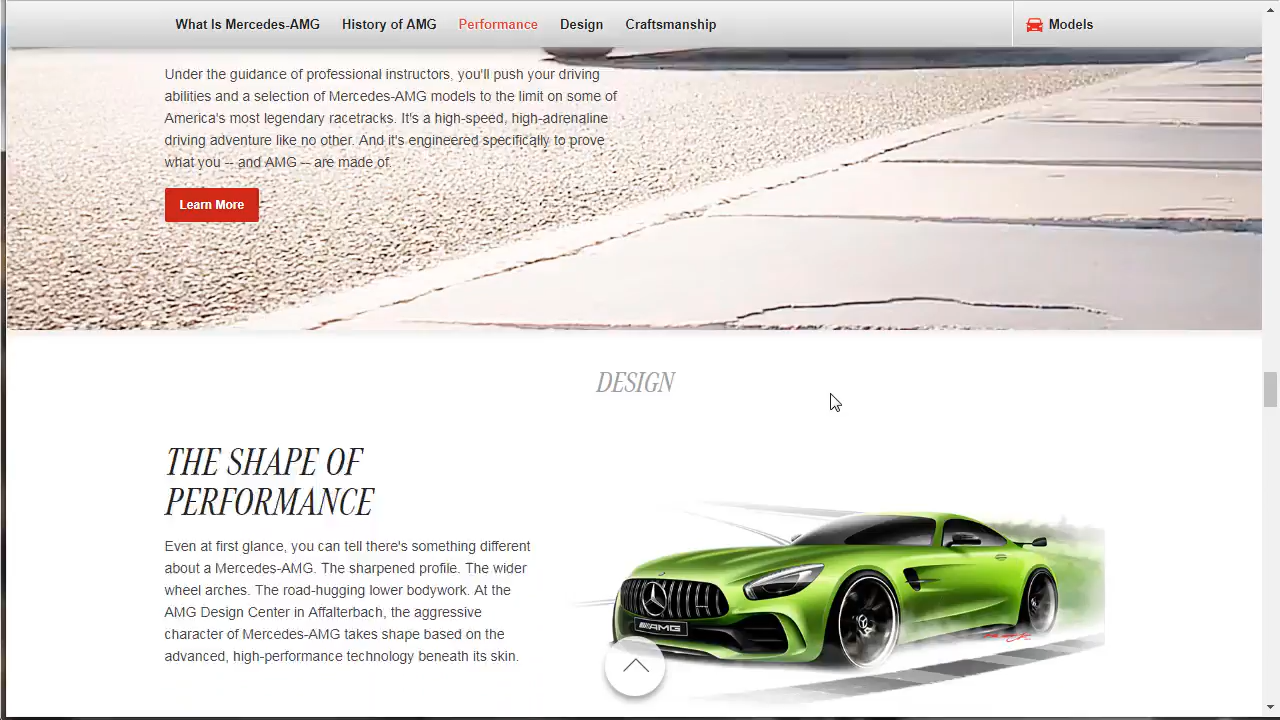 What Is Mercedes-AMG History of AMG Performance Design Craftsmanship Models
Under the guidance of professional instructors, you'll push your driving
abilities and a selection of Mercedes-AMG models to the limit on some of
America's most legendary racetracks. It's a high-speed, high-adrenaline
driving adventure like no other. And it's engineered specifically to prove
what you -- and AMG -- are made of.
Learn More
DESIGN
THE SHAPE OF
PERFORMANCE
Even at first glance, you can tell there's something different
about a Mercedes-AMG. The sharpened profile. The wider
wheel arches. The road-hugging lower bodywork. At the
AMG Design Center in Affalterbach, the aggressive
character of Mercedes-AMG takes shape based on the
advanced, high-performance technology beneath its skin.
AMG